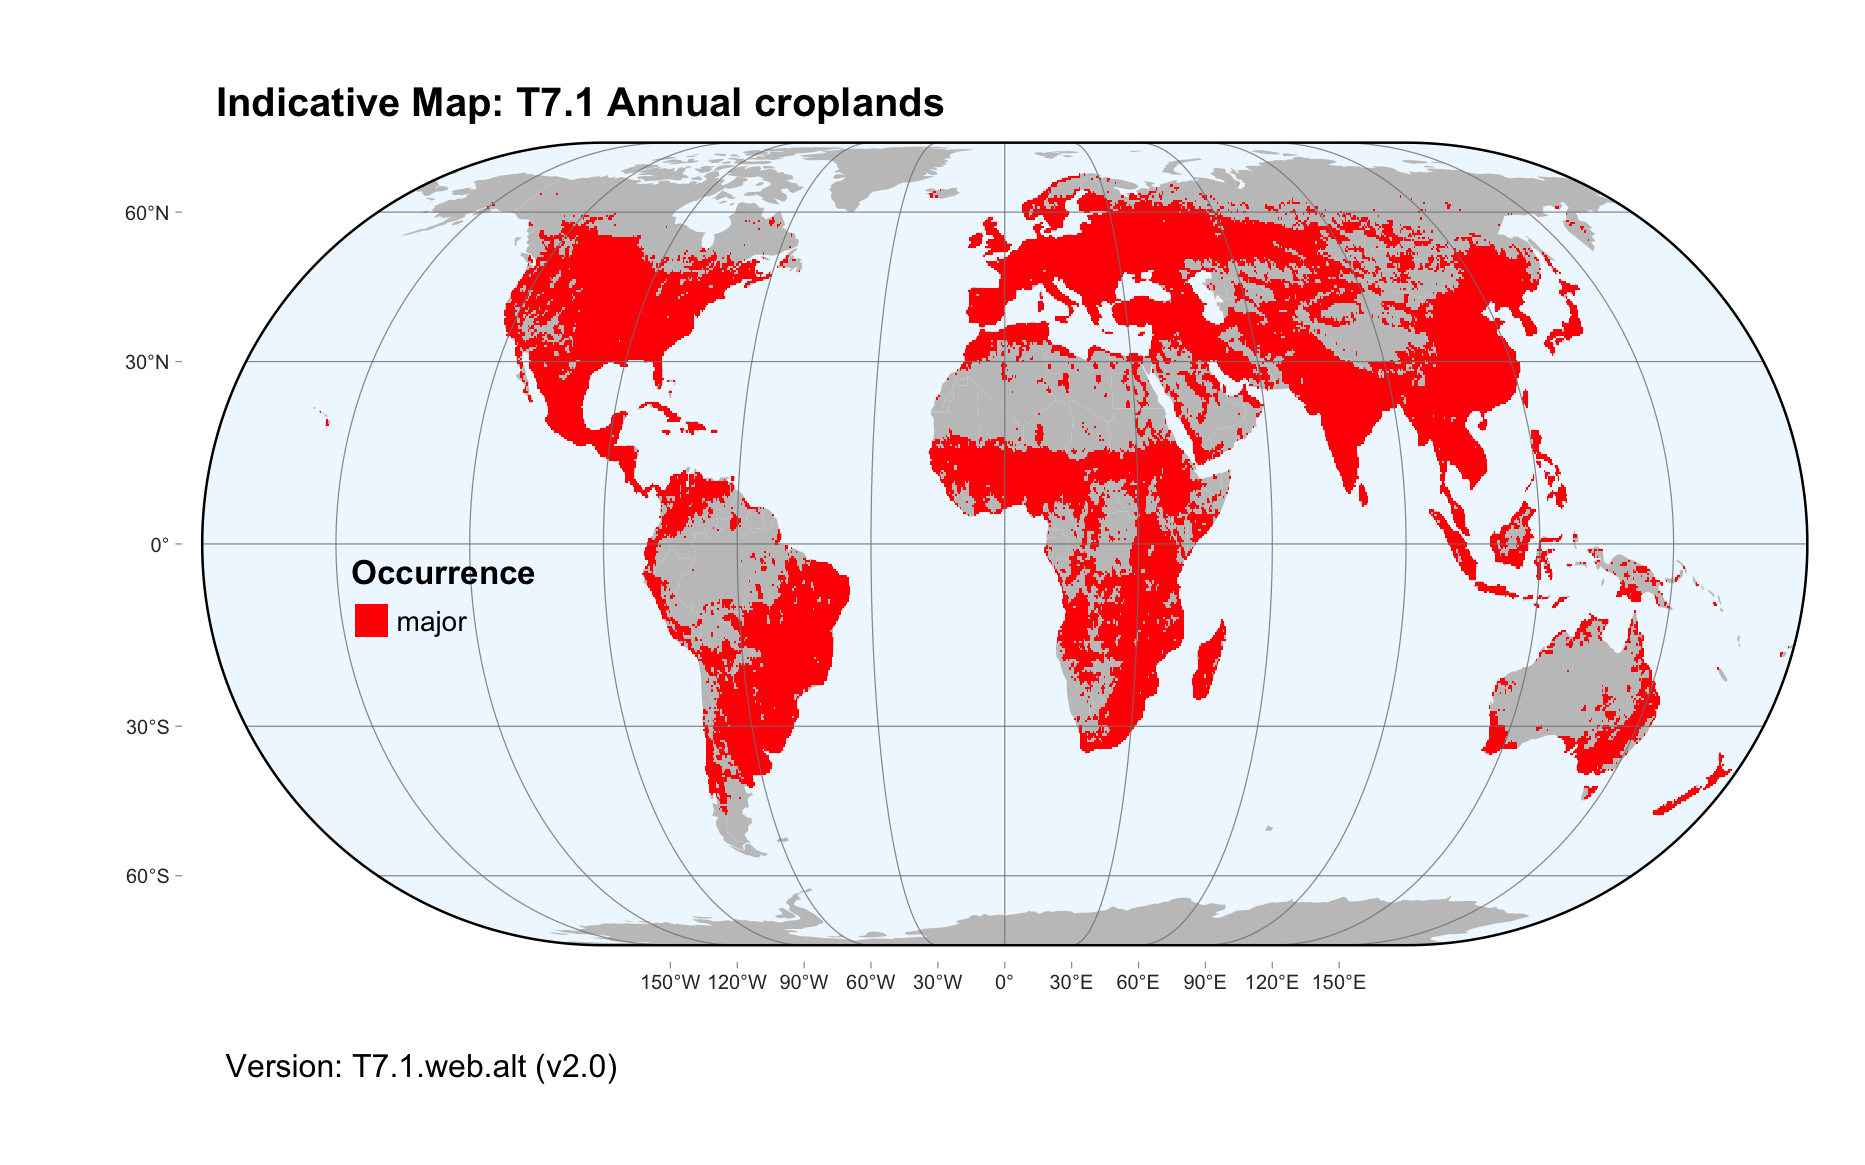 Indicative Map: T7.1 Annual croplands
60°N
30°N
0°
30°S
60°S
Occurrence
major
150°W 120°W 90°W 60°W 30°W 0° 30°E 60°E 90°E 120°E 150°E
Version: T7.1.web.alt (v2.0)